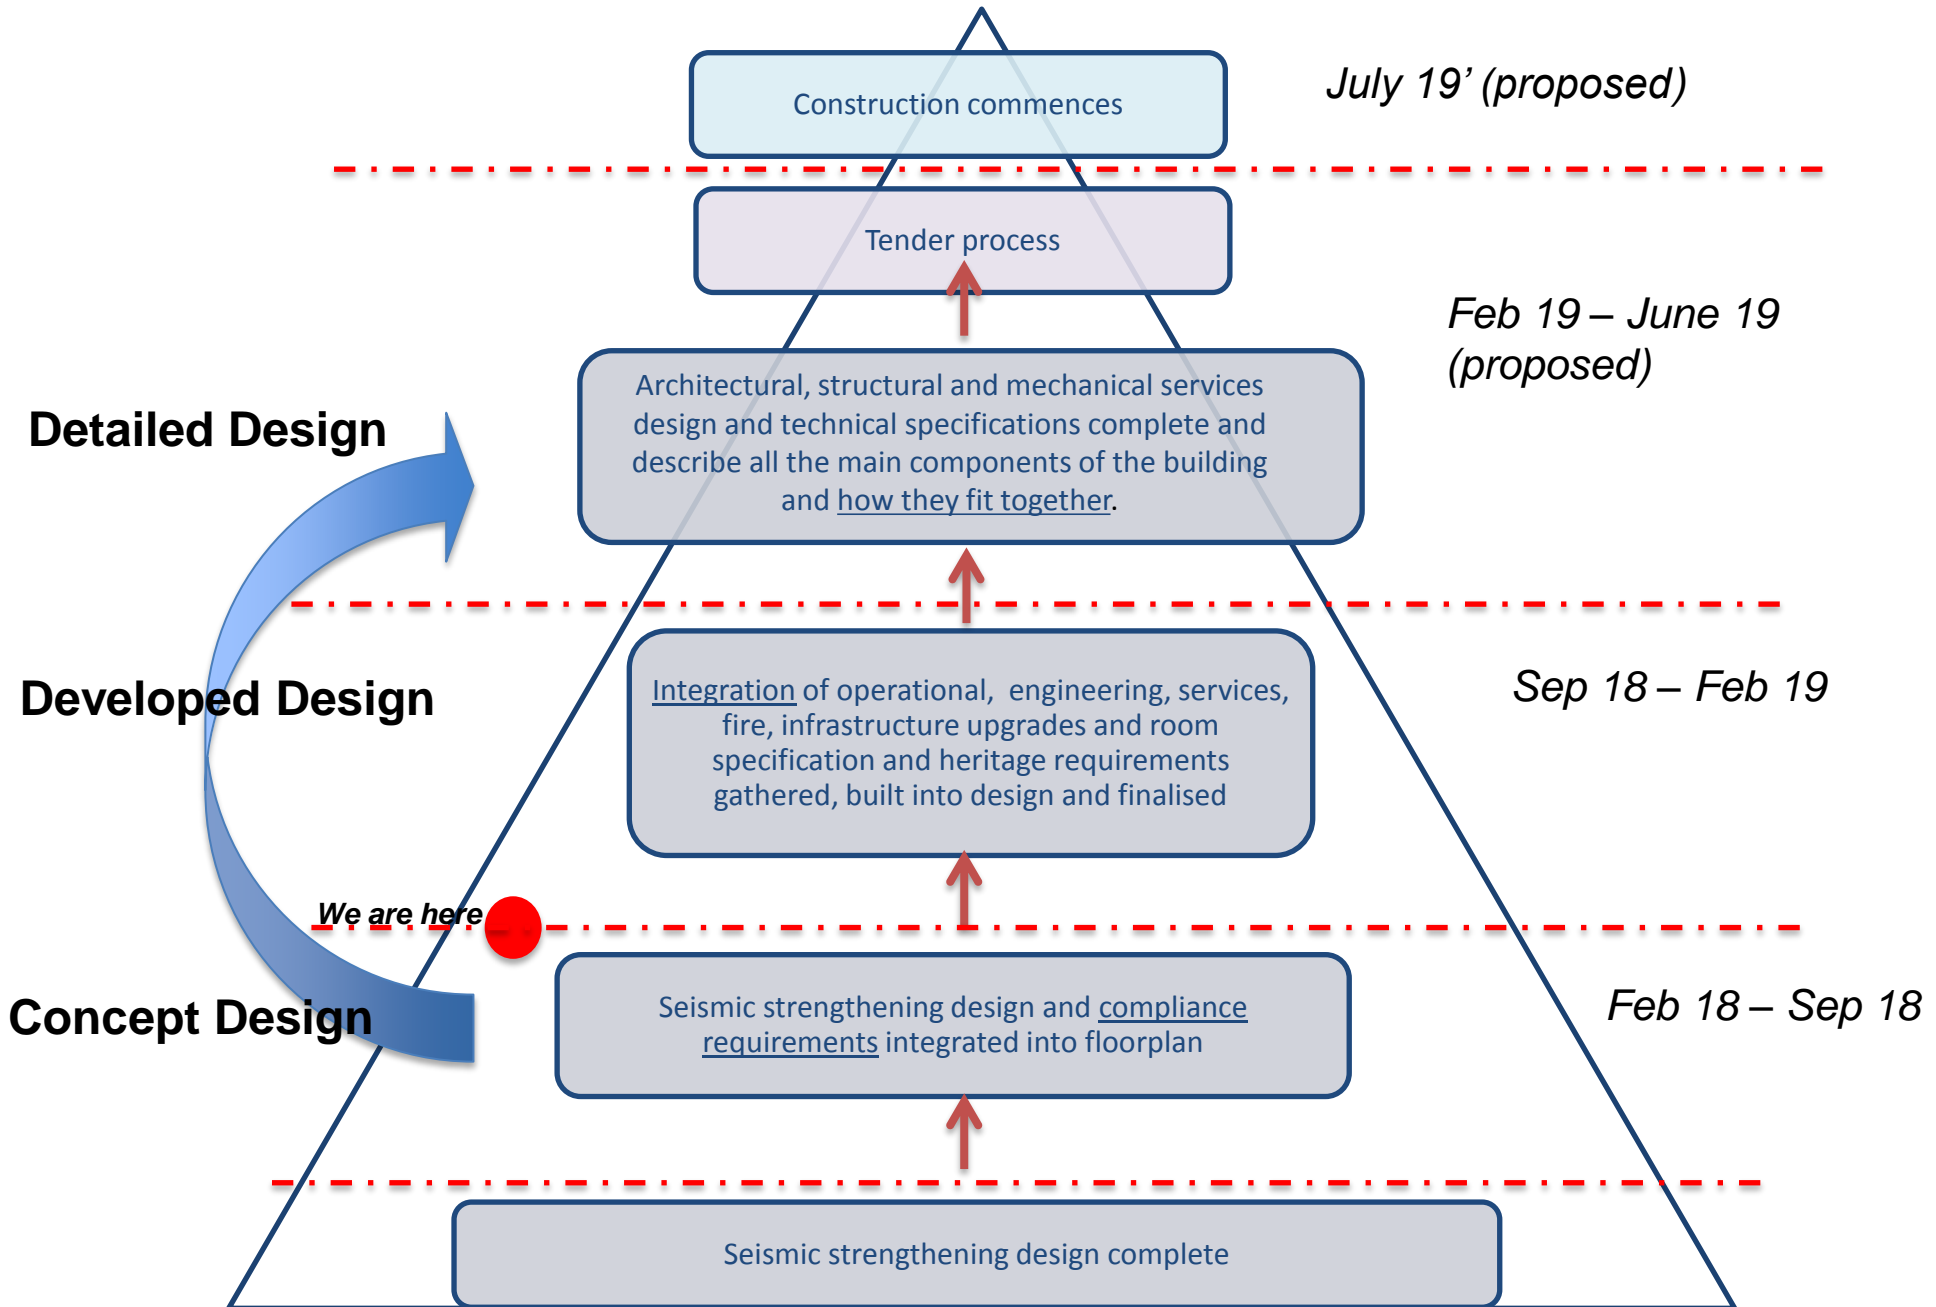 Construction commences
July 19’ (proposed)
Tender process
Feb 19 – June 19
(proposed)
Detailed Design
Architectural, structural and mechanical services
design and technical specifications complete and
describe all the main components of the building
and how they fit together.
Developed Design
Integration of operational,  engineering, services,
fire, infrastructure upgrades and room
specification and heritage requirements
gathered, built into design and finalised
Sep 18 – Feb 19
We are here
Concept Design
Seismic strengthening design and compliance
requirements integrated into floorplan
Feb 18 – Sep 18
Seismic strengthening design complete